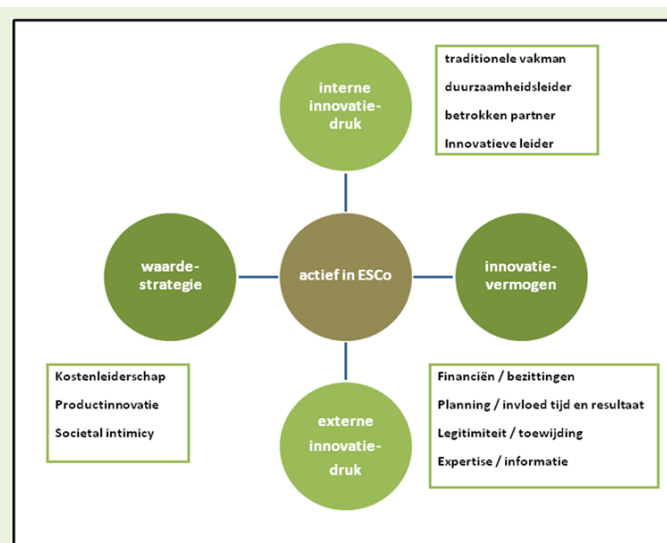 interne
innovatie-
druk
traditionele vakman
duurzaamheidsleider
betrokken partner
Innovatieve leider
waarde-
strategie
actief in ESCo
innovatie-
vermogen
Kostenleiderschap
Productinnovatie
Societal intimicy
externe
innovatie-
druk
Financiën / bezittingen
Planning / invloed tijd en resultaat
Legitimiteit / toewijding
Expertise / informatie